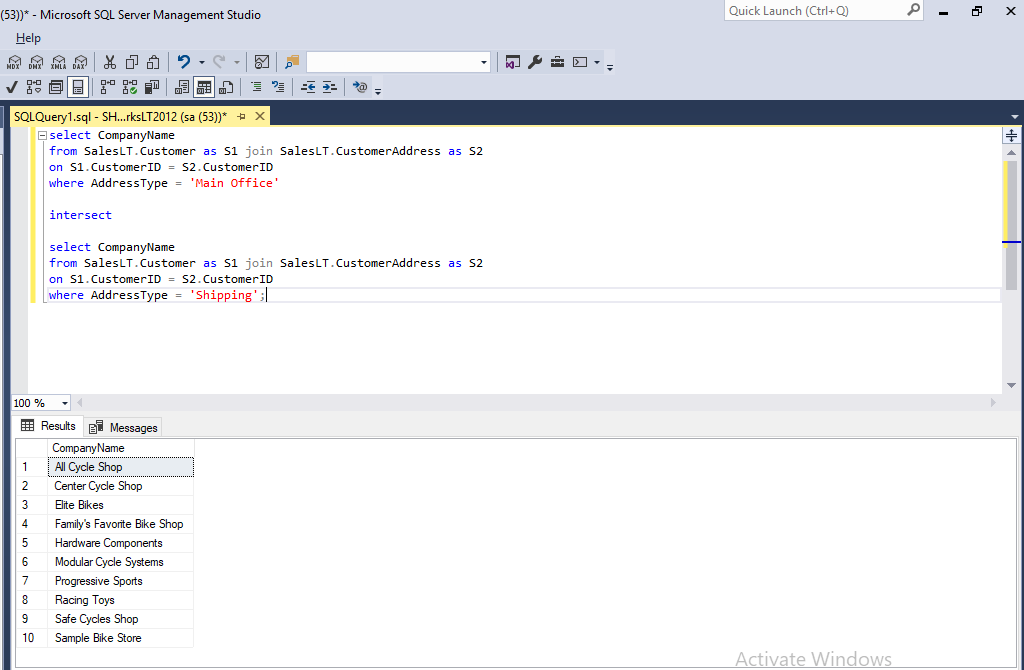 (53))* - Microsoft SQL Server Management Studio
Quick Launch (Ctrl+Q)
Help
MDX DMX XMLA DAX
SQLQuery1.sql - SH...rksLT2012 (sa (53))*
select CompanyName
from SalesLT.Customer as S1 join SalesLT.CustomerAddress as S2
on S1.CustomerID = S2.CustomerID
where AddressType = 'Main Office'
intersect
select CompanyName
from SalesLT.Customer as S1 join SalesLT.CustomerAddress as S2
on S1.CustomerID = S2.CustomerID
where AddressType = 'Shipping';
100 %
Results Messages
CompanyName
1 All Cycle Shop
2 Center Cycle Shop
3 Elite Bikes
4 Family's Favorite Bike Shop
5 Hardware Components
6 Modular Cycle Systems
7 Progressive Sports
8 Racing Toys
9 Safe Cycles Shop
10 Sample Bike Store
Activate Windows